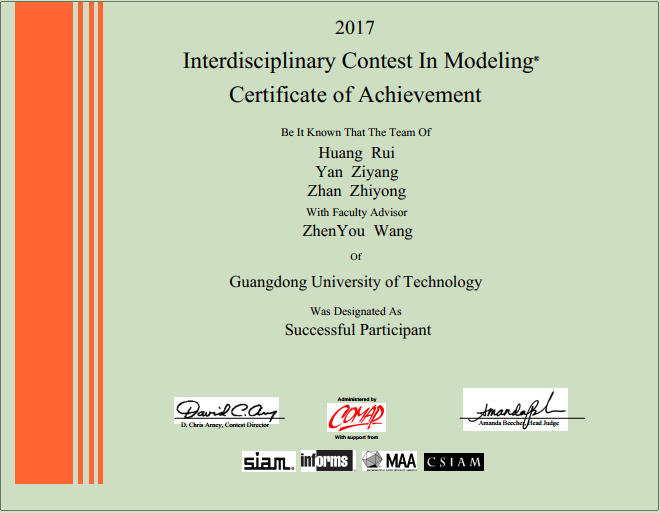 2017
Interdisciplinary Contest In Modeling®
Certificate of Achievement
Be It Known That The Team Of
Huang Rui
Yan Ziyang
Zhan Zhiyong
With Faculty Advisor
ZhenYou Wang
Of
Guangdong University of Technology
Was Designated As
Successful Participant
David C. Arney
D. Chris Arney, Contest Director
Administered by
COMAP
With support from
Amanda Beecher, Head Judge
siam.
informs
MAA
CSIAM